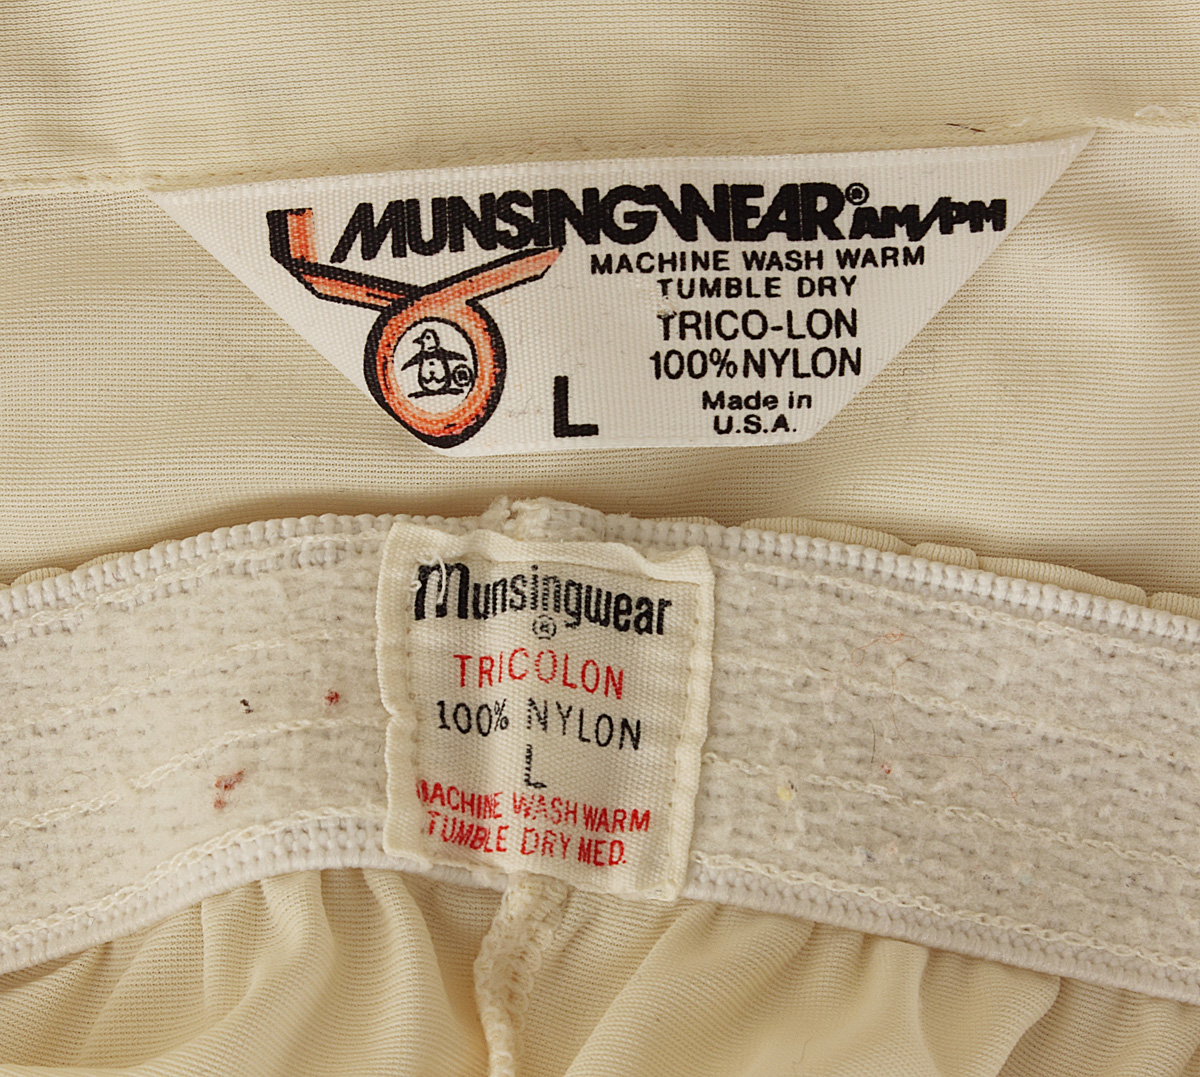 MUNSINGWEAR® AM/PM
MACHINE WASH WARM
TUMBLE DRY
TRICO-LON
100% NYLON
®
L
Made in
U.S.A.
Munsingwear
®
TRICOLON
100% NYLON
L
MACHINE WASH WARM
TUMBLE DRY MED.